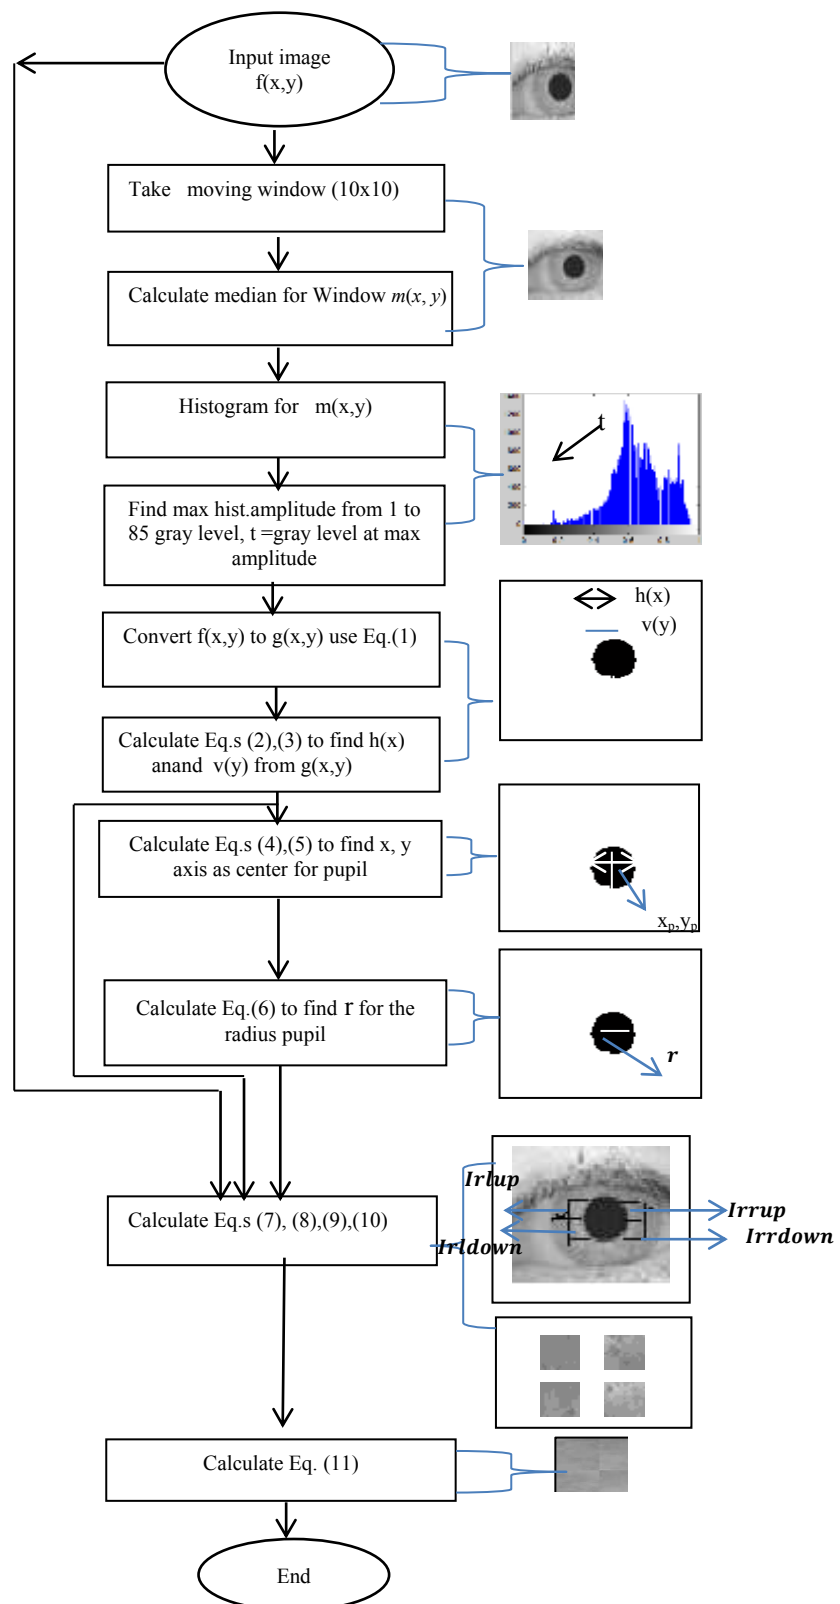 Input image
f(x,y)
Take moving window (10x10)
Calculate median for Window m(x, y)
Histogram for m(x,y)
t
Find max hist.amplitude from 1 to
85 gray level, t =gray level at max
amplitude
h(x)
v(y)
Convert f(x,y) to g(x,y) use Eq.(1)
Calculate Eq.s (2),(3) to find h(x)
anand v(y) from g(x,y)
Calculate Eq.s (4),(5) to find x, y
axis as center for pupil
xp,yp
Calculate Eq.(6) to find r for the
radius pupil
r
Irlup
Irrup
Calculate Eq.s (7), (8),(9),(10)
Irldown
Irrdown
Calculate Eq. (11)
End